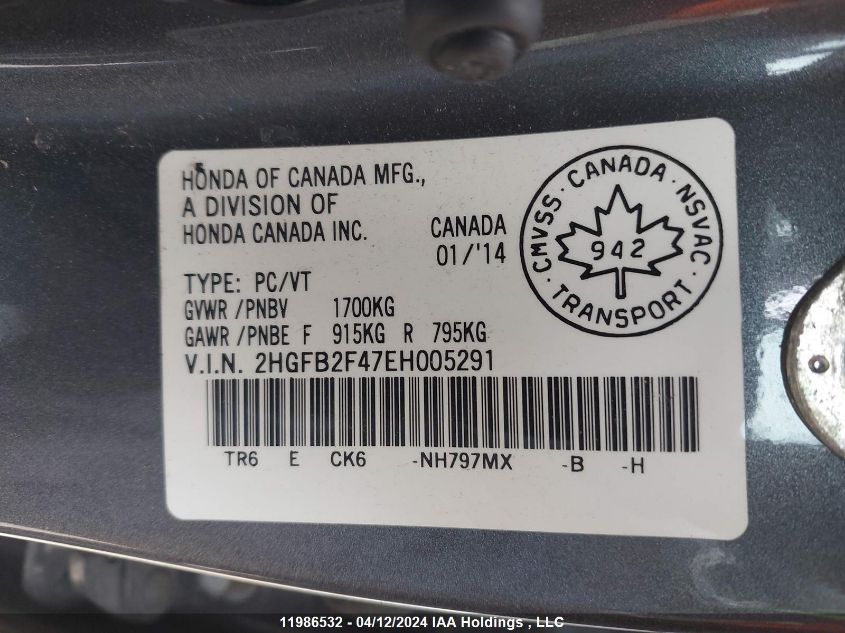 HONDA OF CANADA MFG.,
A DIVISION OF
HONDA CANADA INC.
CANADA
01/'14
TYPE: PC/VT
GVWR /PNBV 1700KG
GAWR /PNBE F 915KG R 795KG
V.I.N. 2HGFB2F47EH005291
TR6 E CK6 -NH797MX -B -H
CMVSS · CANADA · NSVAC
942
· TRANSPORT ·
11986532 - 04/12/2024 IAA Holdings , LLC